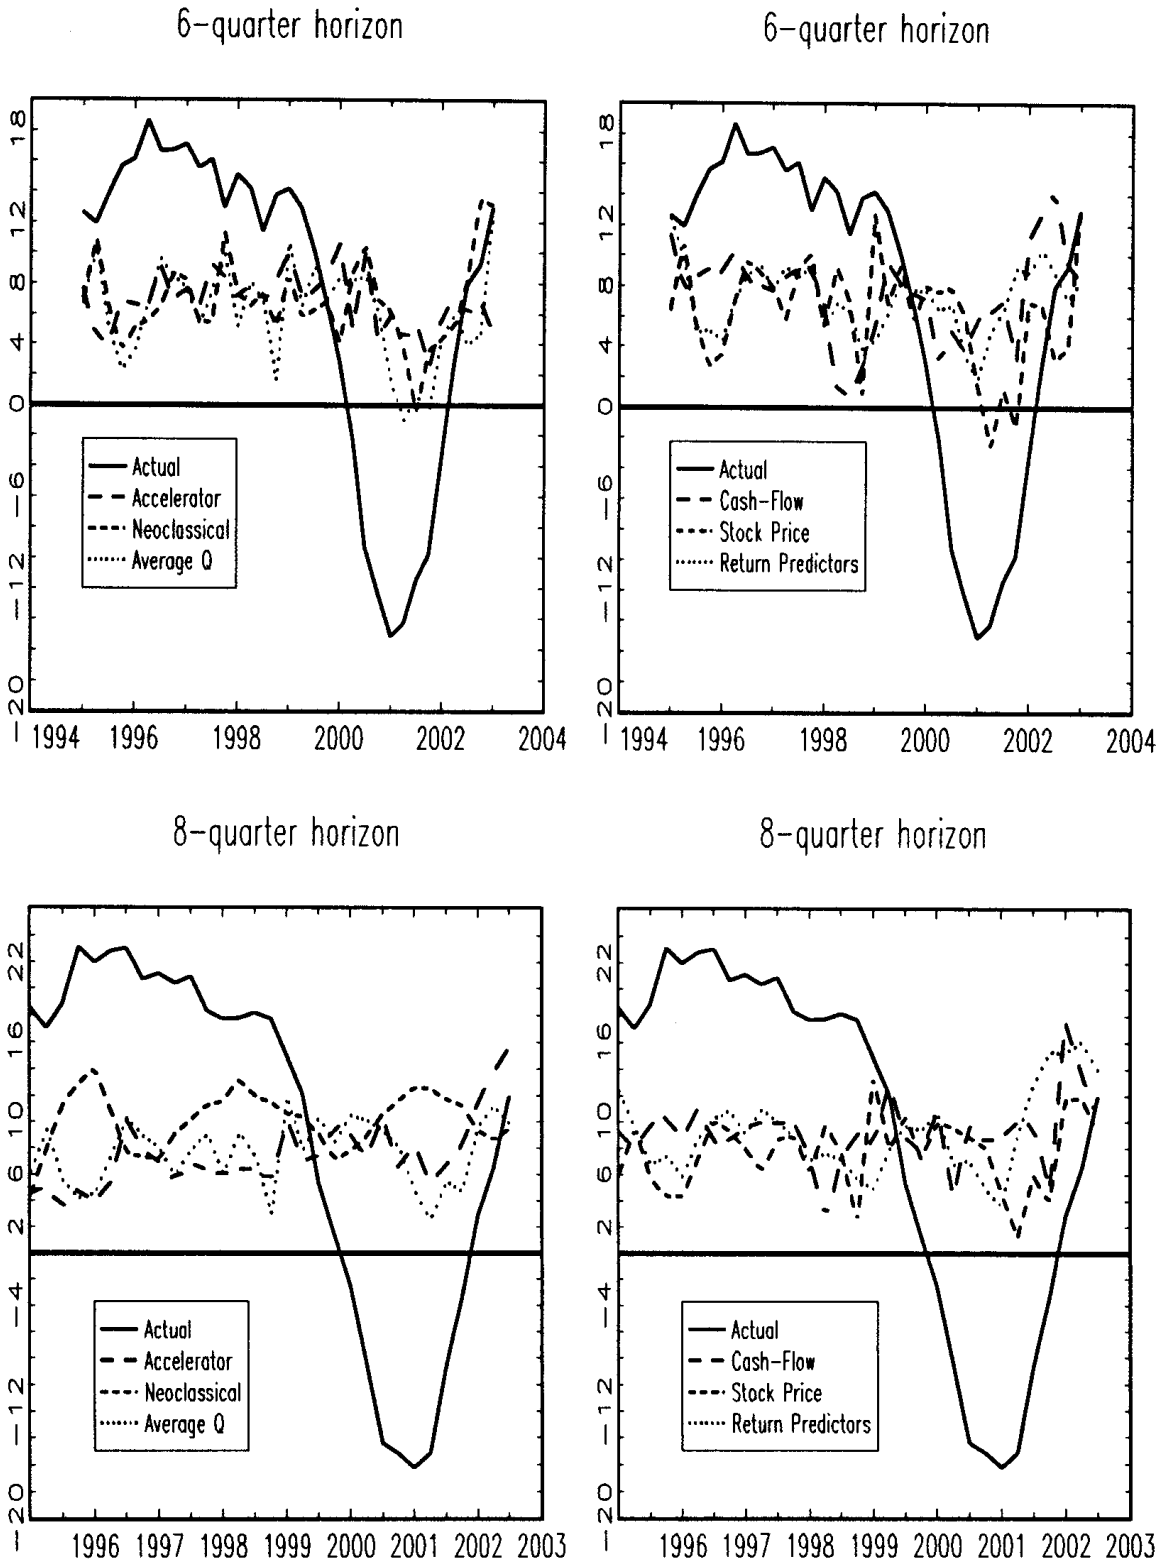 6-quarter horizon
18
12
8
4
0
-6
-12
-20
Actual
Accelerator
Neoclassical
Average Q
1994 1996 1998 2000 2002 2004
6-quarter horizon
18
12
8
4
0
-6
-12
-20
Actual
Cash-Flow
Stock Price
Return Predictors
1994 1996 1998 2000 2002 2004
8-quarter horizon
22
16
10
6
2
-4
-12
-20
Actual
Accelerator
Neoclassical
Average Q
1996 1997 1998 1999 2000 2001 2002 2003
8-quarter horizon
22
16
10
6
2
-4
-12
-20
Actual
Cash-Flow
Stock Price
Return Predictors
1996 1997 1998 1999 2000 2001 2002 2003